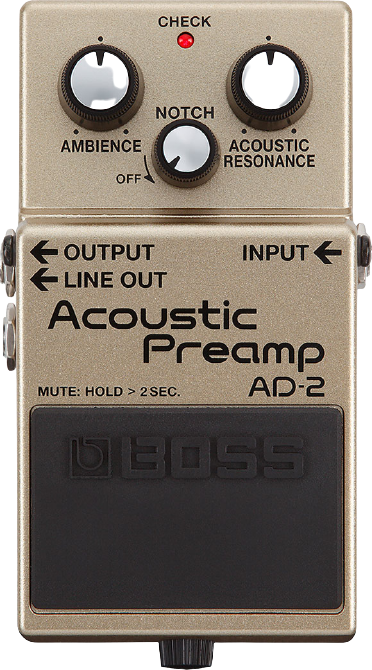 CHECK
NOTCH
AMBIENCE
ACOUSTIC
RESONANCE
OFF
OUTPUT
INPUT
LINE OUT
Acoustic
Preamp
MUTE: HOLD > 2 SEC.
AD-2
BOSS